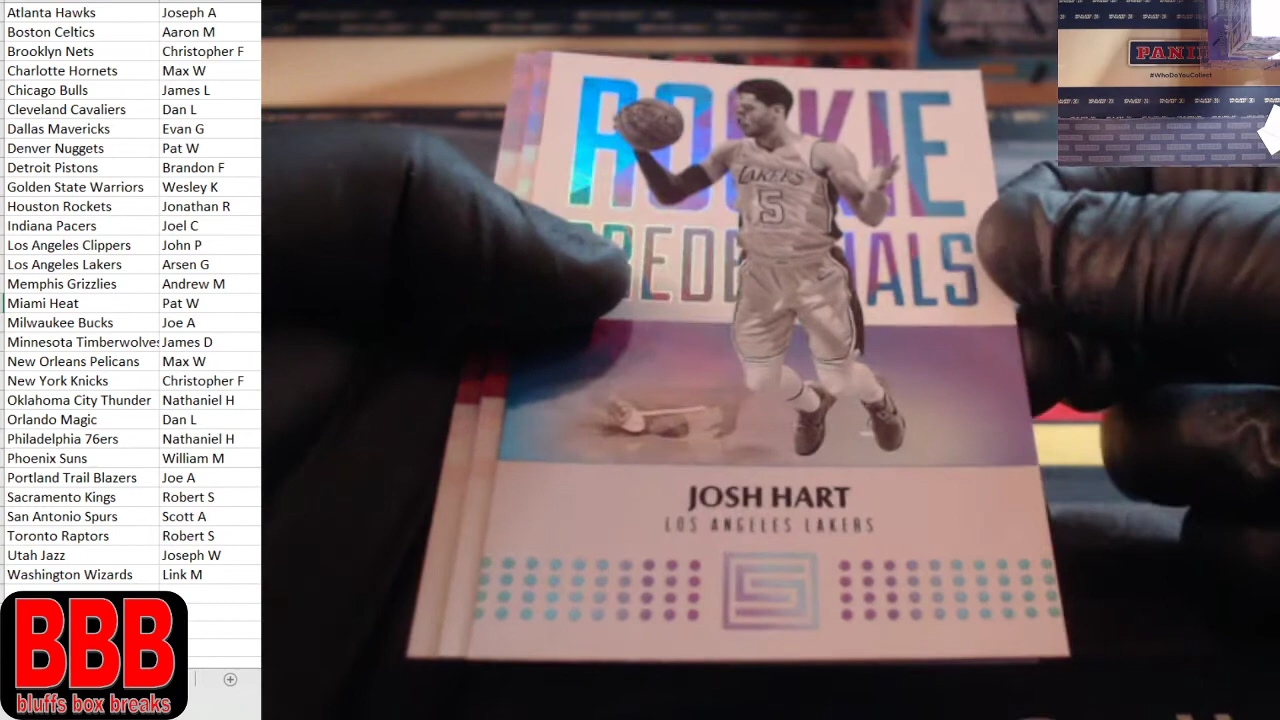 Atlanta Hawks Joseph A
Boston Celtics Aaron M
Brooklyn Nets Christopher F
Charlotte Hornets Max W
Chicago Bulls James L
Cleveland Cavaliers Dan L
Dallas Mavericks Evan G
Denver Nuggets Pat W
Detroit Pistons Brandon F
Golden State Warriors Wesley K
Houston Rockets Jonathan R
Indiana Pacers Joel C
Los Angeles Clippers John P
Los Angeles Lakers Arsen G
Memphis Grizzlies Andrew M
Miami Heat Pat W
Milwaukee Bucks Joe A
Minnesota Timberwolves James D
New Orleans Pelicans Max W
New York Knicks Christopher F
Oklahoma City Thunder Nathaniel H
Orlando Magic Dan L
Philadelphia 76ers Nathaniel H
Phoenix Suns William M
Portland Trail Blazers Joe A
Sacramento Kings Robert S
San Antonio Spurs Scott A
Toronto Raptors Robert S
Utah Jazz Joseph W
Washington Wizards Link M
BBB
bluffs box breaks
ROOKIE
CREDENTIALS
LAKERS
5
JOSH HART
LOS ANGELES LAKERS
S
PANI
#WhoDoYouCollect